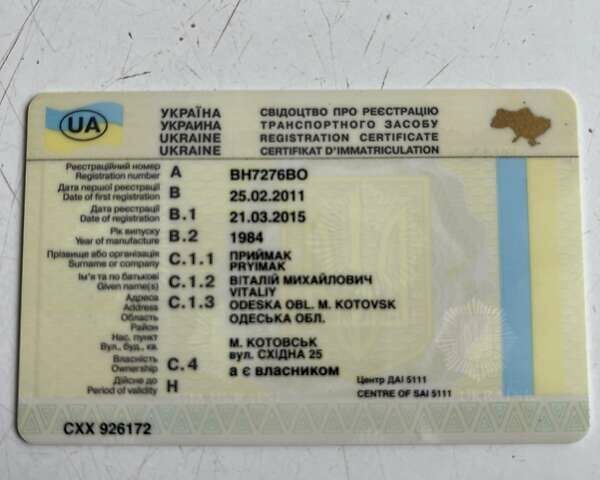 UA
УКРАЇНА СВІДОЦТВО ПРО РЕЄСТРАЦІЮ
УКРАИНА ТРАНСПОРТНОГО ЗАСОБУ
UKRAINE REGISTRATION CERTIFICATE
UKRAINE CERTIFIKAT D'IMMATRICULATION
Реєстраційний номер
Registration number A BH7276BO
Дата першої реєстрації
Date of first registration B 25.02.2011
Дата реєстрації
Date of registration B.1 21.03.2015
Рік випуску
Year of manufacture B.2 1984
Прізвище або організація C.1.1 ПРИЙМАК
Surname or company PRYIMAK
Ім'я та по батькові C.1.2 ВІТАЛІЙ МИХАЙЛОВИЧ
Given name(s) VITALIY
Адреса C.1.3 ODESKA OBL. M. KOTOVSK
Address ОДЕСЬКА ОБЛ.
Область
Район
Нас. пункт М. КОТОВСЬК
Вул., буд., кв. вул. СХІДНА 25
Власність
Ownership C.4 а є власником
Дійсне до
Period of validity H
Центр ДАІ 5111
CENTRE OF SAI 5111
UKRAINE
CXX 926172